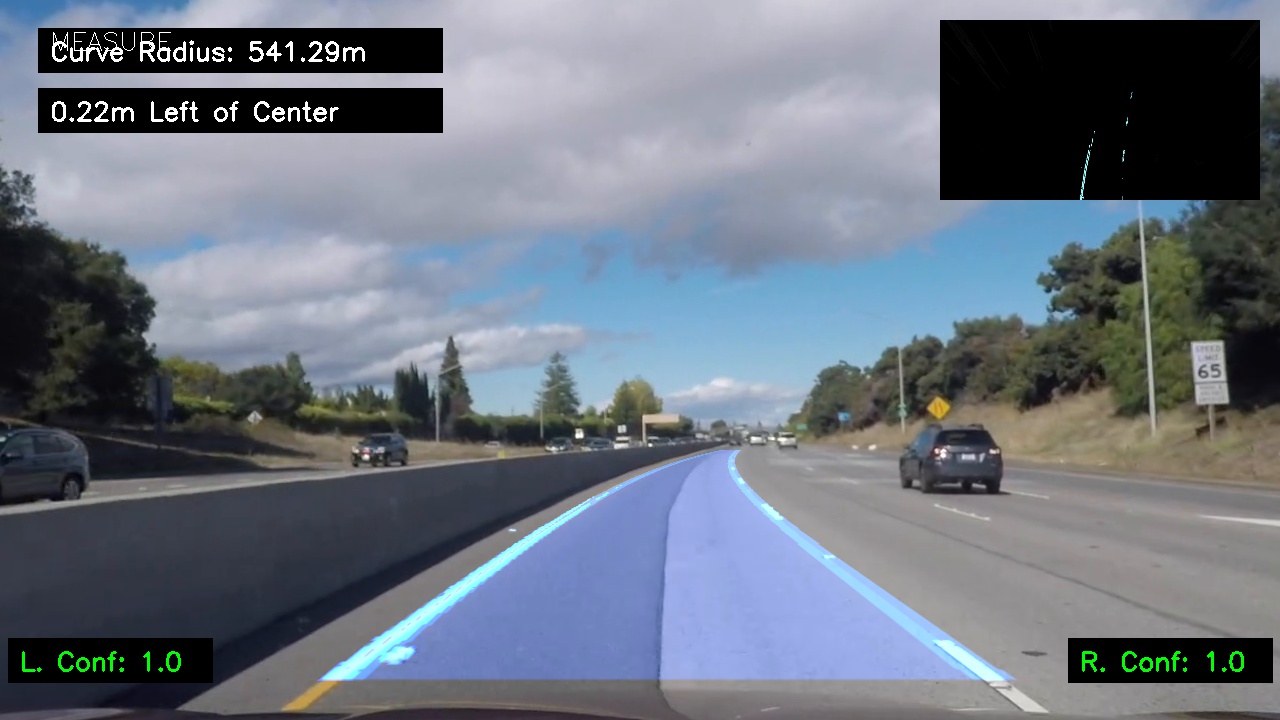 MEASURE
Curve Radius: 541.29m
0.22m Left of Center
SPEED
LIMIT
65
L. Conf: 1.0
R. Conf: 1.0